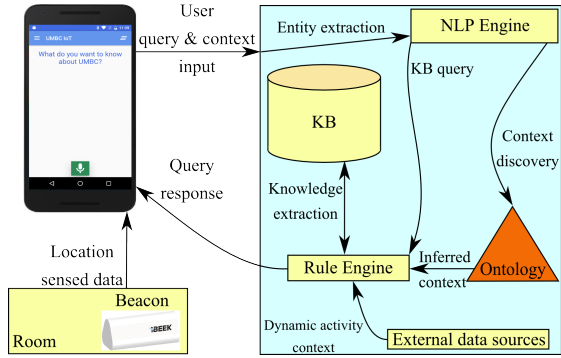 User
query & context
input
Entity extraction
NLP Engine
UMBC IoT
What do you want to know
about UMBC?
KB query
KB
Context
discovery
Query
response
Knowledge
extraction
Location
sensed data
Rule Engine
Inferred
context
Ontology
Beacon
BEEK
Room
Dynamic activity
context
External data sources